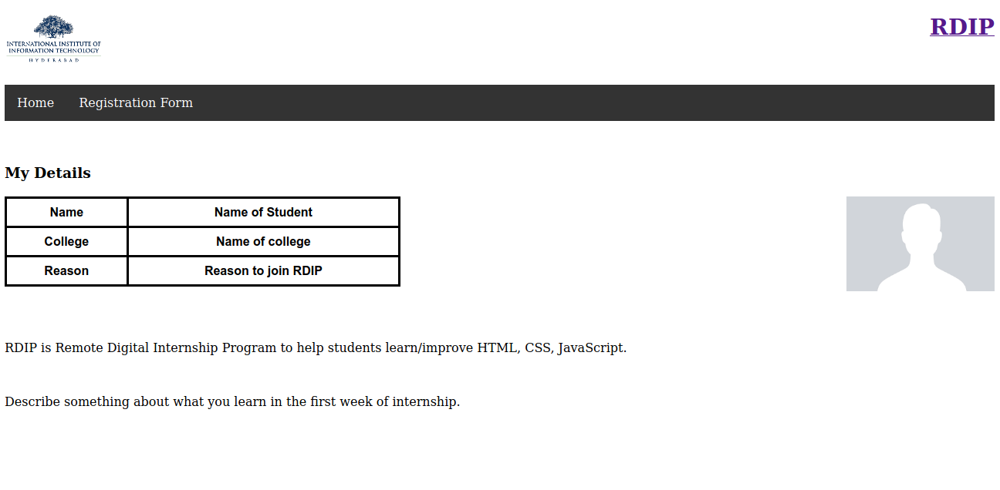 INTERNATIONAL INSTITUTE OF
INFORMATION TECHNOLOGY
HYDERABAD
RDIP
Home Registration Form
My Details
Name Name of Student
College Name of college
Reason Reason to join RDIP
RDIP is Remote Digital Internship Program to help students learn/improve HTML, CSS, JavaScript.
Describe something about what you learn in the first week of internship.